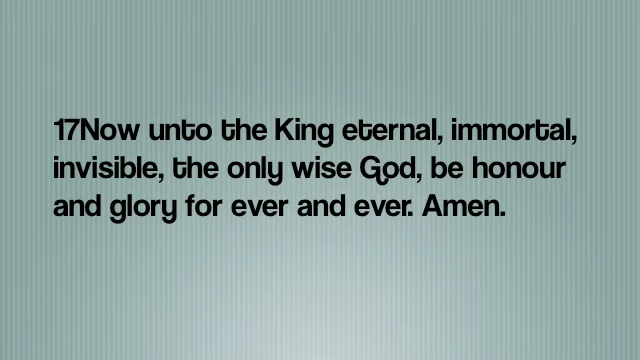 17Now unto the King eternal, immortal,
invisible, the only wise God, be honour
and glory for ever and ever. Amen.